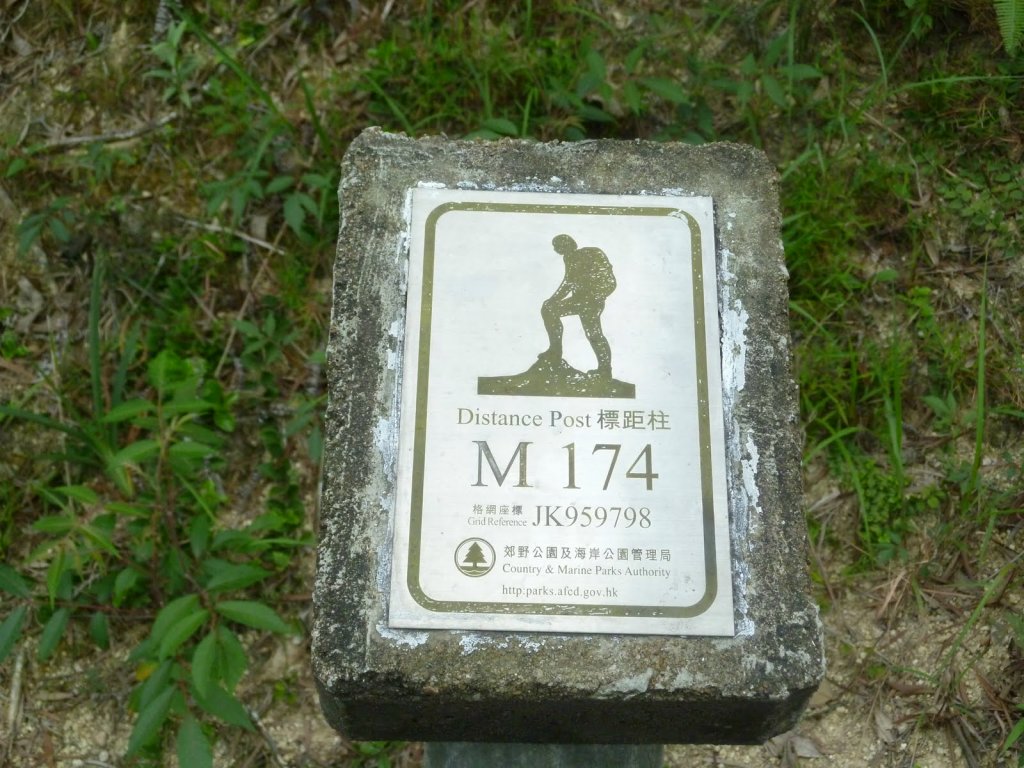 Distance Post 標距柱
M 174
格網座標
Grid Reference JK959798
郊野公園及海岸公園管理局
Country & Marine Parks Authority
http:parks.afcd.gov.hk